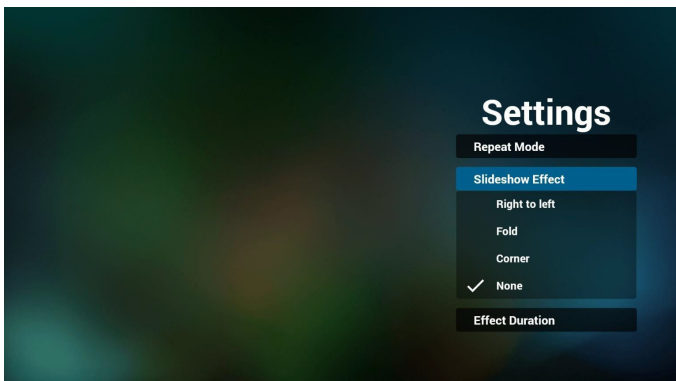 Settings
Repeat Mode
Slideshow Effect
Right to left
Fold
Corner
None
Effect Duration